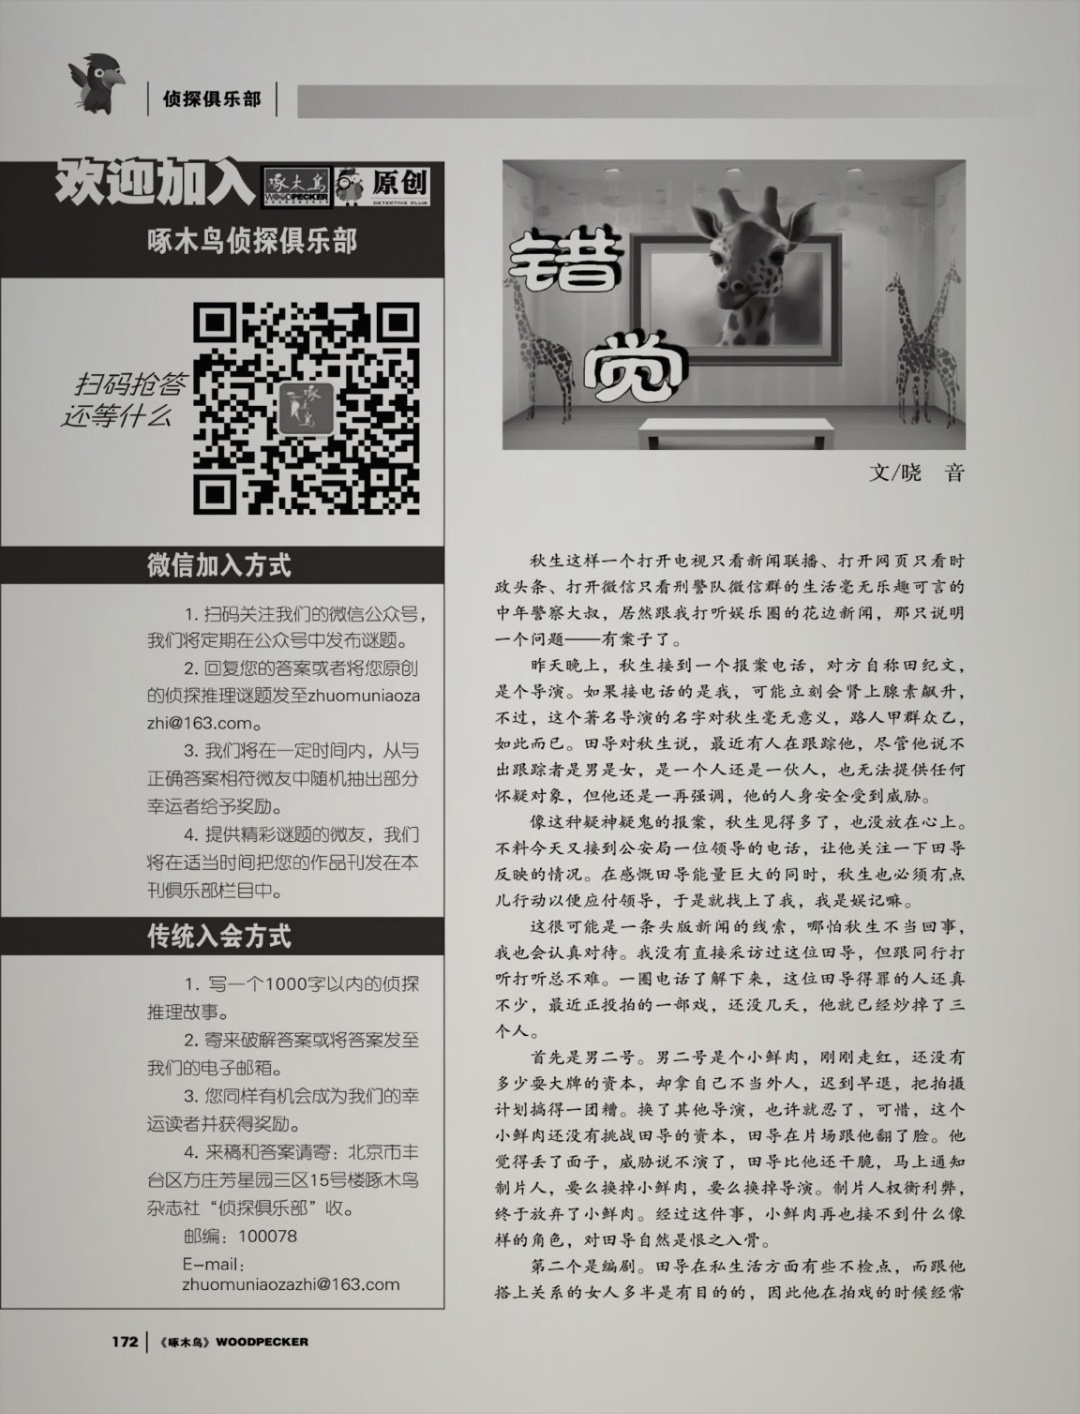 侦探俱乐部
欢迎加入
啄木鸟
WOODPECKER
原创
DETECTIVE CLUB
啄木鸟侦探俱乐部
扫码抢答
还等什么
啄木鸟
微信加入方式
1. 扫码关注我们的微信公众号，
我们将定期在公众号中发布谜题。
2. 回复您的答案或者将您原创
的侦探推理谜题发至zhuomuniaoza
zhi@163.com。
3. 我们将在一定时间内，从与
正确答案相符微友中随机抽出部分
幸运者给予奖励。
4. 提供精彩谜题的微友，我们
将在适当时间把您的作品刊发在本
刊俱乐部栏目中。
传统入会方式
1. 写一个1000字以内的侦探
推理故事。
2. 寄来破解答案或将答案发至
我们的电子邮箱。
3. 您同样有机会成为我们的幸
运读者并获得奖励。
4. 来稿和答案请寄：北京市丰
台区方庄芳星园三区15号楼啄木鸟
杂志社“侦探俱乐部”收。
邮编：100078
E-mail：
zhuomuniaozazhi@163.com
错
觉
文/晓　音
秋生这样一个打开电视只看新闻联播、打开网页只看时
政头条、打开微信只看刑警队微信群的生活毫无乐趣可言的
中年警察大叔，居然跟我打听娱乐圈的花边新闻，那只说明
一个问题——有案子了。
昨天晚上，秋生接到一个报案电话，对方自称田纪文，
是个导演。如果接电话的是我，可能立刻会肾上腺素飙升，
不过，这个著名导演的名字对秋生毫无意义，路人甲群众乙，
如此而已。田导对秋生说，最近有人在跟踪他，尽管他说不
出跟踪者是男是女，是一个人还是一伙人，也无法提供任何
怀疑对象，但他还是一再强调，他的人身安全受到威胁。
像这种疑神疑鬼的报案，秋生见得多了，也没放在心上。
不料今天又接到公安局一位领导的电话，让他关注一下田导
反映的情况。在感慨田导能量巨大的同时，秋生也必须有点
儿行动以便应付领导，于是就找上了我，我是娱记嘛。
这很可能是一条头版新闻的线索，哪怕秋生不当回事，
我也会认真对待。我没有直接采访过这位田导，但跟同行打
听打听总不难。一圈电话了解下来，这位田导得罪的人还真
不少，最近正投拍的一部戏，还没几天，他就已经炒掉了三
个人。
首先是男二号。男二号是个小鲜肉，刚刚走红，还没有
多少耍大牌的资本，却拿自己不当外人，迟到早退，把拍摄
计划搞得一团糟。换了其他导演，也许就忍了，可惜，这个
小鲜肉还没有挑战田导的资本，田导在片场跟他翻了脸。他
觉得丢了面子，威胁说不演了，田导比他还干脆，马上通知
制片人，要么换掉小鲜肉，要么换掉导演。制片人权衡利弊，
终于放弃了小鲜肉。经过这件事，小鲜肉再也接不到什么像
样的角色，对田导自然是恨之入骨。
第二个是编剧。田导在私生活方面有些不检点，而跟他
搭上关系的女人多半是有目的的，因此他在拍戏的时候经常
172
《啄木鸟》WOODPECKER